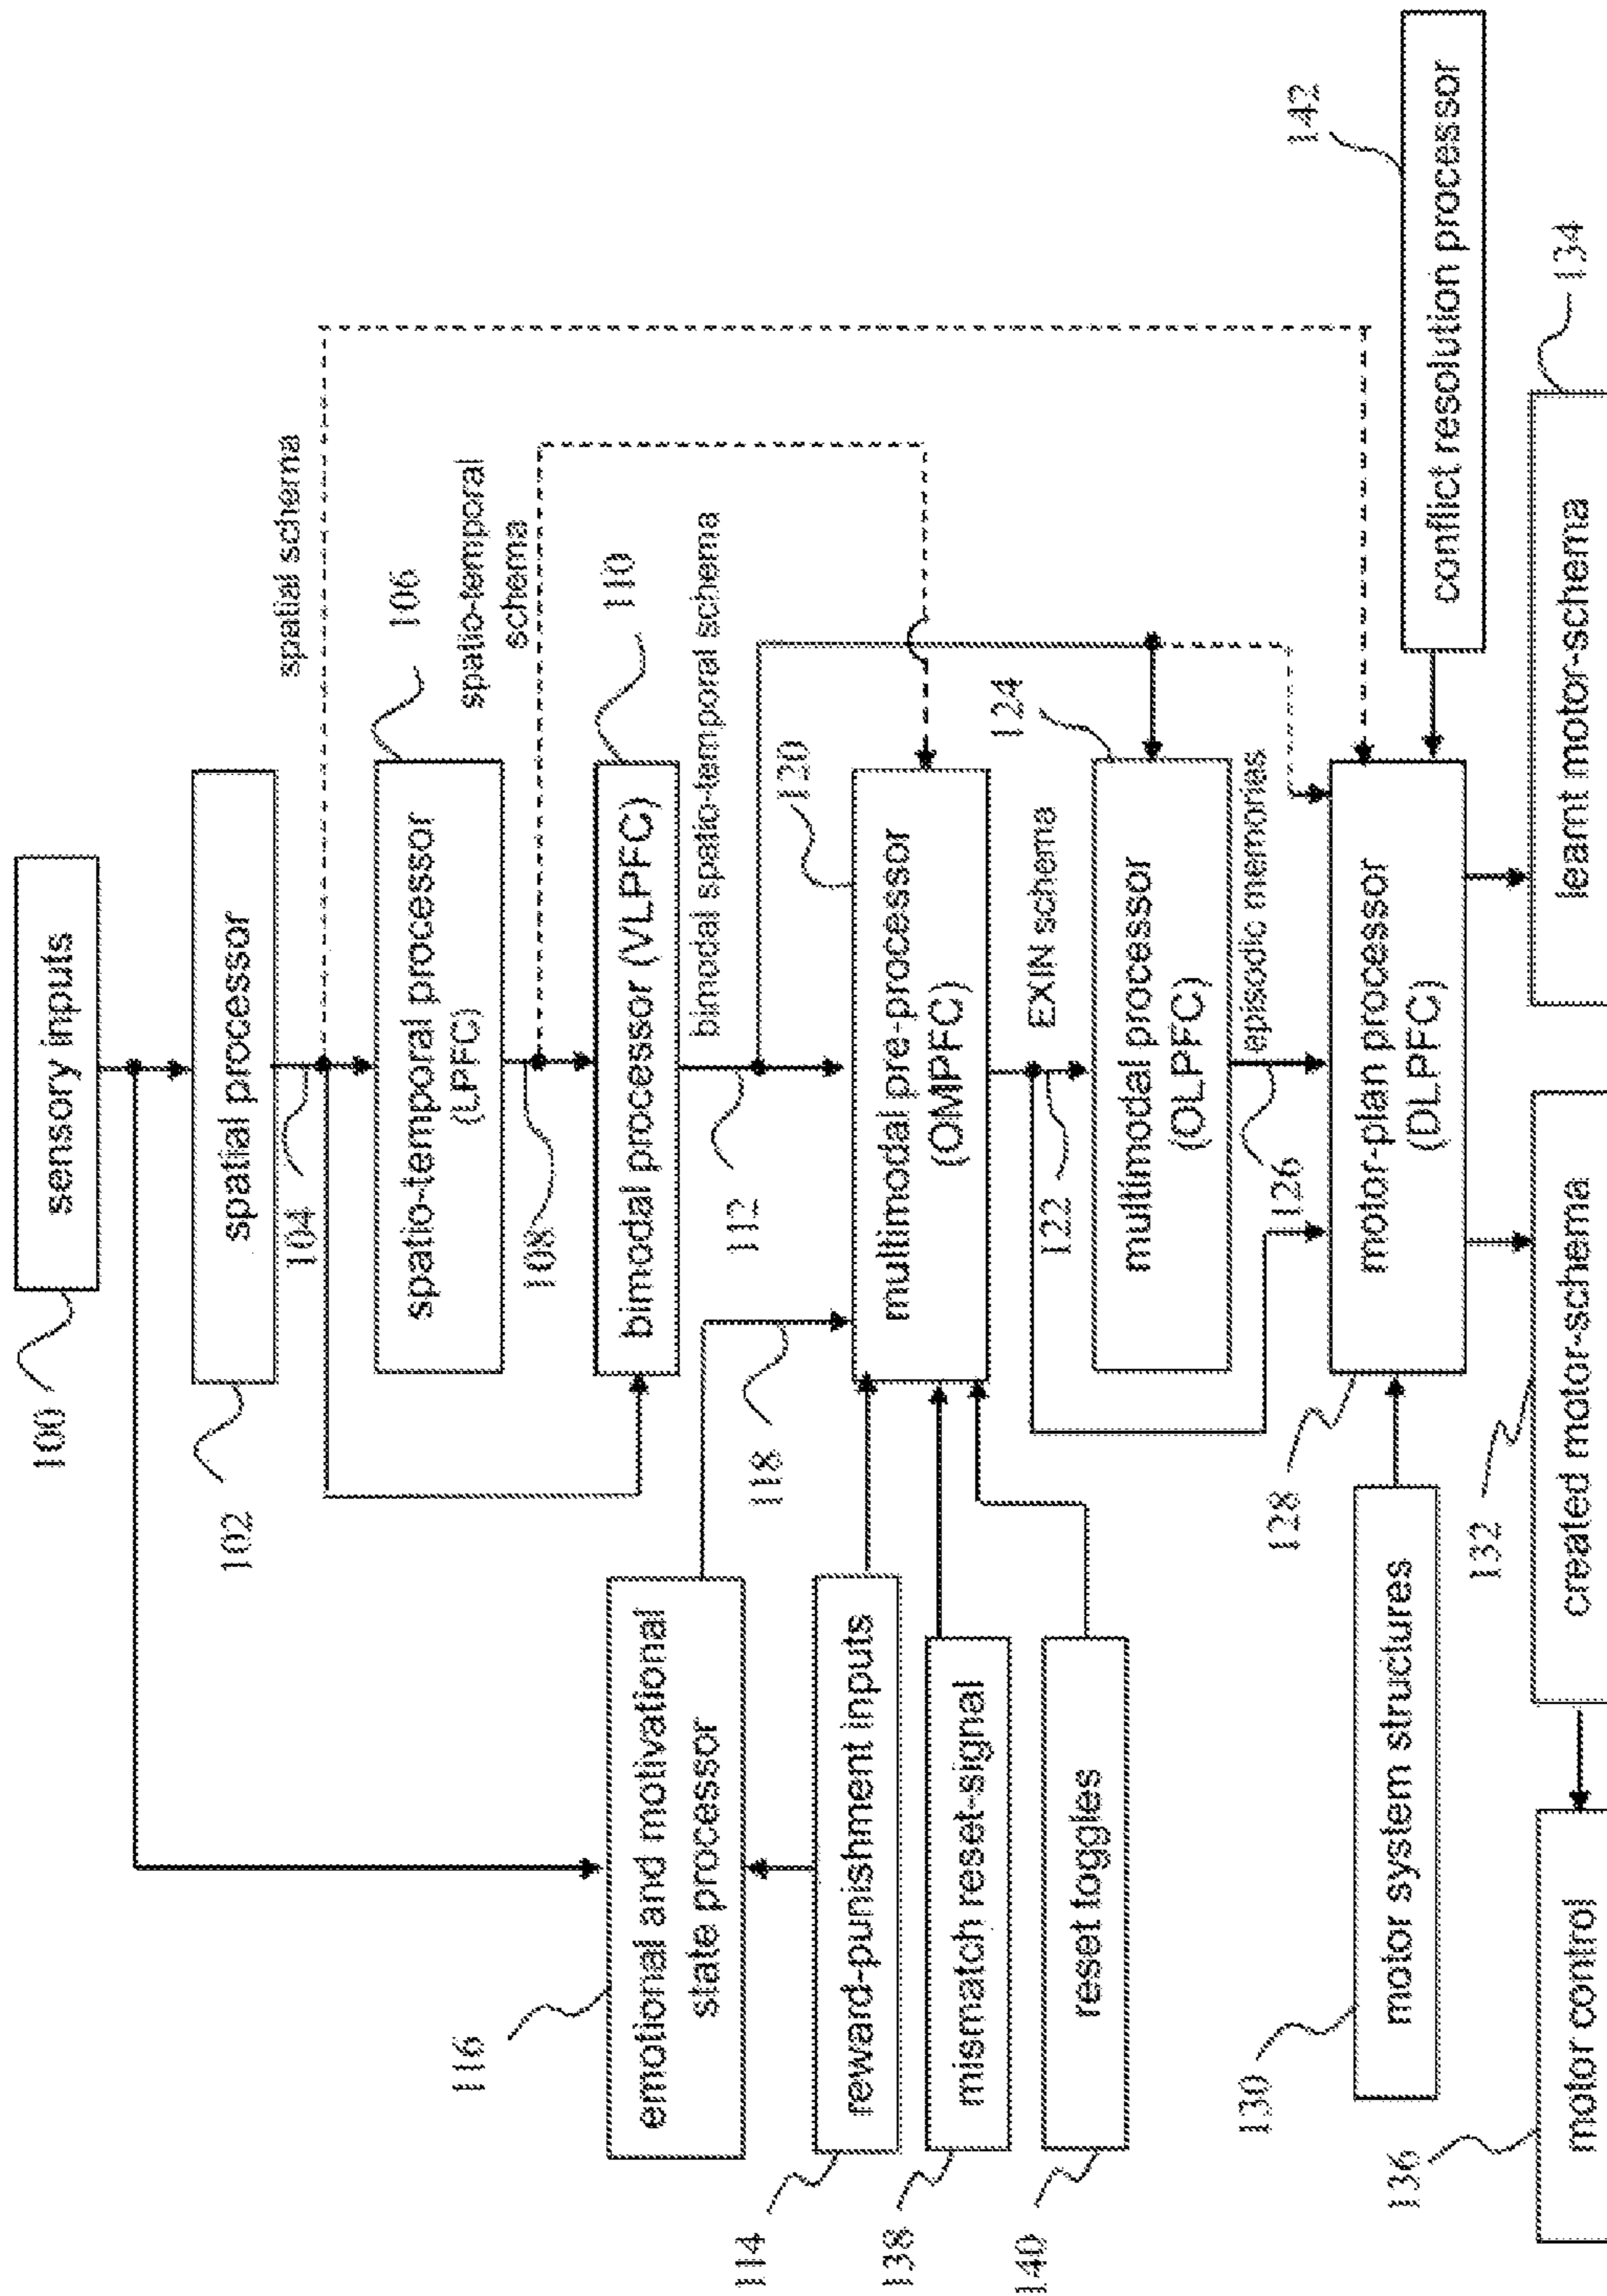 100
sensory inputs
102
spatial processor
104
spatial schema
106
spatio-temporal processor
(LPFC)
108
spatio-temporal
schema
110
bimodal processor (VLPFC)
112
bimodal spatio-temporal schema
116
emotional and motivational
state processor
118
114
reward-punishment inputs
138
mismatch reset-signal
140
reset toggles
120
multimodal pre-processor
(OMPFC)
122
EXIN schema
124
multimodal processor
(OLPFC)
126
episodic memories
128
motor-plan processor
(DLPFC)
130
motor system structures
142
conflict resolution processor
132
created motor-schema
134
learnt motor-schema
136
motor control